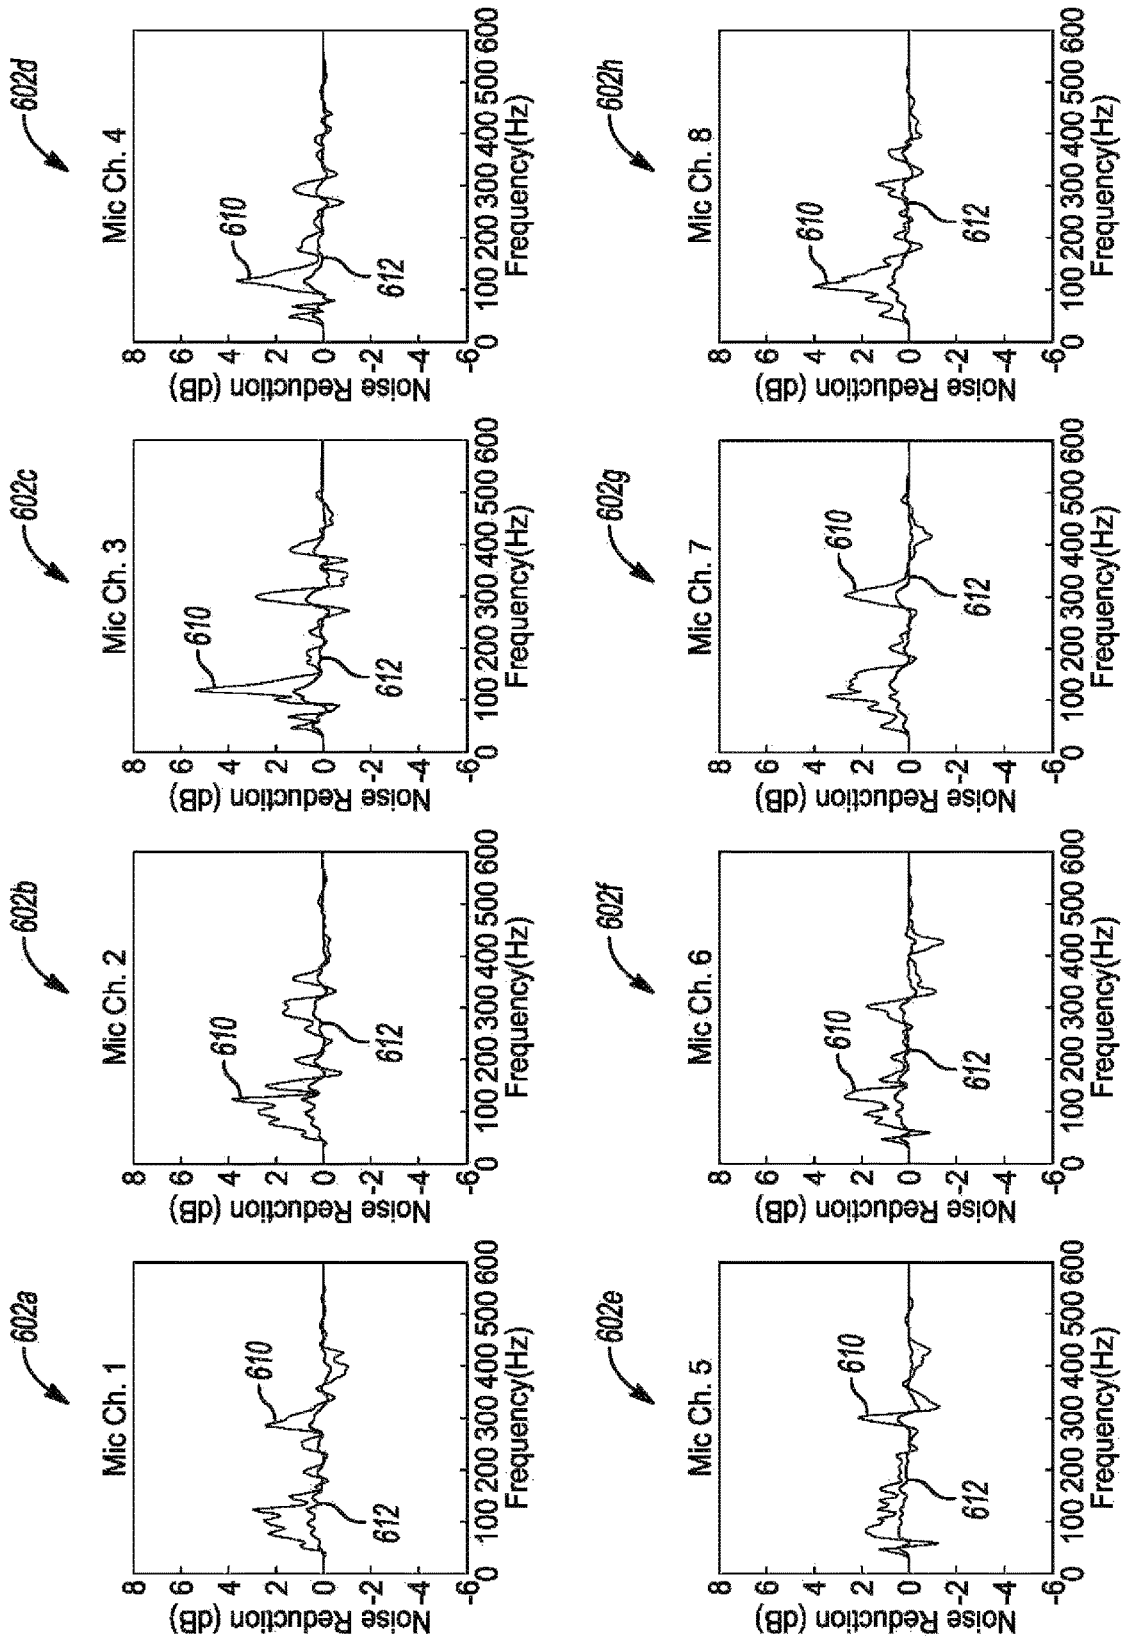 602a
Mic Ch. 1
Noise Reduction (dB)
8
6
4
2
0
-2
-4
-6
610
612
0 100 200 300 400 500 600
Frequency(Hz)
602b
Mic Ch. 2
Noise Reduction (dB)
8
6
4
2
0
-2
-4
-6
610
612
0 100 200 300 400 500 600
Frequency(Hz)
602c
Mic Ch. 3
Noise Reduction (dB)
8
6
4
2
0
-2
-4
-6
610
612
0 100 200 300 400 500 600
Frequency(Hz)
602d
Mic Ch. 4
Noise Reduction (dB)
8
6
4
2
0
-2
-4
-6
610
612
0 100 200 300 400 500 600
Frequency(Hz)
602e
Mic Ch. 5
Noise Reduction (dB)
8
6
4
2
0
-2
-4
-6
610
612
0 100 200 300 400 500 600
Frequency(Hz)
602f
Mic Ch. 6
Noise Reduction (dB)
8
6
4
2
0
-2
-4
-6
610
612
0 100 200 300 400 500 600
Frequency(Hz)
602g
Mic Ch. 7
Noise Reduction (dB)
8
6
4
2
0
-2
-4
-6
610
612
0 100 200 300 400 500 600
Frequency(Hz)
602h
Mic Ch. 8
Noise Reduction (dB)
8
6
4
2
0
-2
-4
-6
610
612
0 100 200 300 400 500 600
Frequency(Hz)